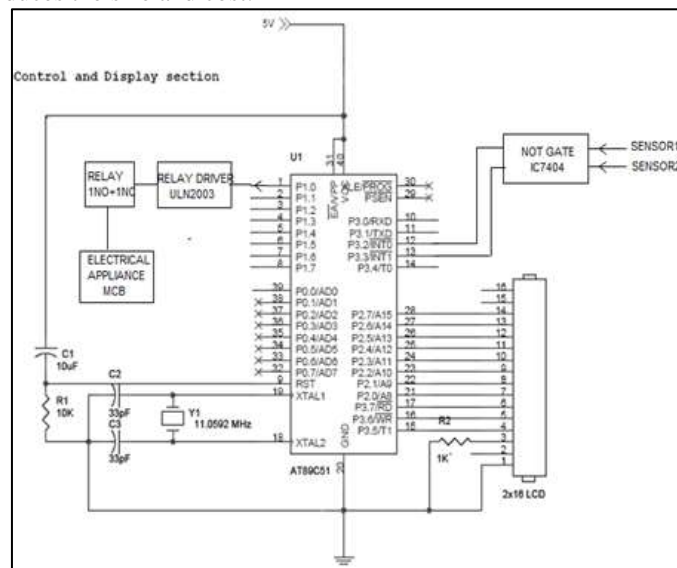 5V
Control and Display section
U1
31
40
EA/VPP
VCC
NOT GATE
IC7404
SENSOR1
SENSOR2
RELAY
1NO+1NC
RELAY DRIVER
ULN2003
ELECTRICAL
APPLIANCE
MCB
1 P1.0
2 P1.1
3 P1.2
4 P1.3
5 P1.4
6 P1.5
7 P1.6
8 P1.7
39 P0.0/AD0
38 P0.1/AD1
37 P0.2/AD2
36 P0.3/AD3
35 P0.4/AD4
34 P0.5/AD5
33 P0.6/AD6
32 P0.7/AD7
9 RST
19 XTAL1
18 XTAL2
ALE/PROG 30
PSEN 29
P3.0/RXD 10
P3.1/TXD 11
P3.2/INT0 12
P3.3/INT1 13
P3.4/T0 14
P2.7/A15 28
P2.6/A14 27
P2.5/A13 26
P2.4/A12 25
P2.3/A11 24
P2.2/A10 23
P2.1/A9 22
P2.0/A8 21
P3.7/RD 17
P3.6/WR 16
P3.5/T1 15
GND
20
AT89C51
16
15
14
13
12
11
10
9
8
7
6
5
4
3
2
1
2x16 LCD
R2
1K
C1
10uF
R1
10K
C2
33pF
C3
33pF
Y1
11.0592 MHz